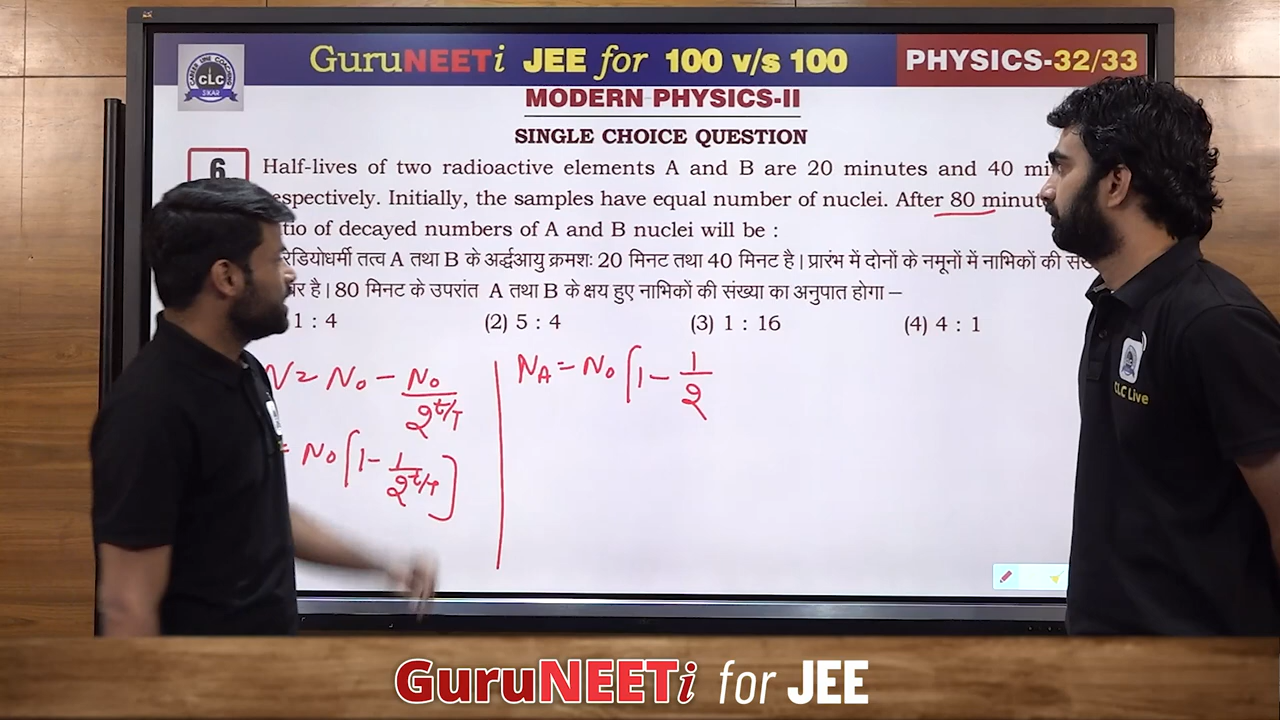 GuruNEETi JEE for 100 v/s 100
PHYSICS-32/33
CLC
SIKAR
MODERN PHYSICS-II
SINGLE CHOICE QUESTION
6
Half-lives of two radioactive elements A and B are 20 minutes and 40 mi
espectively. Initially, the samples have equal number of nuclei. After 80 minut
tio of decayed numbers of A and B nuclei will be :
रेडियोधर्मी तत्व A तथा B के अर्द्धआयु क्रमशः 20 मिनट तथा 40 मिनट है। प्रारंभ में दोनों के नमूनों में नाभिकों की
है। 80 मिनट के उपरांत A तथा B के क्षय हुए नाभिकों की संख्या का अनुपात होगा –
1 : 4 (2) 5 : 4 (3) 1 : 16 (4) 4 : 1
N = N₀ - N₀/2^(t/T)
= N₀[1 - 1/2^(t/T)]
N_A = N₀[1 - 1/2
CLC Live
GuruNEETi for JEE